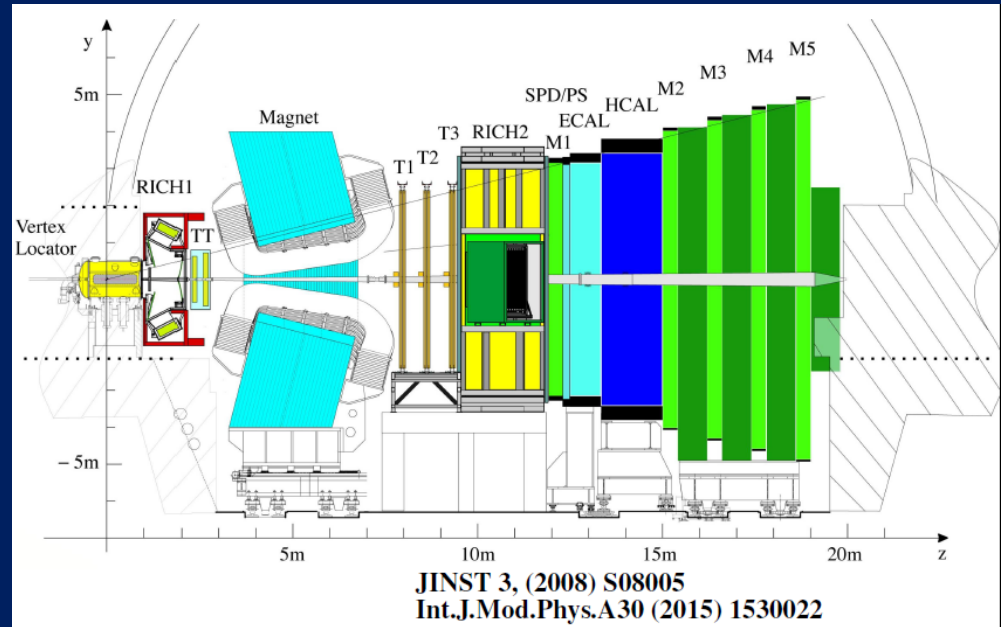 y
5m
M5
M4
M3
M2
SPD/PS
HCAL
ECAL
Magnet
T3
RICH2
M1
T2
T1
RICH1
TT
Vertex
Locator
− 5m
5m
10m
15m
20m
z
JINST 3, (2008) S08005
Int.J.Mod.Phys.A30 (2015) 1530022